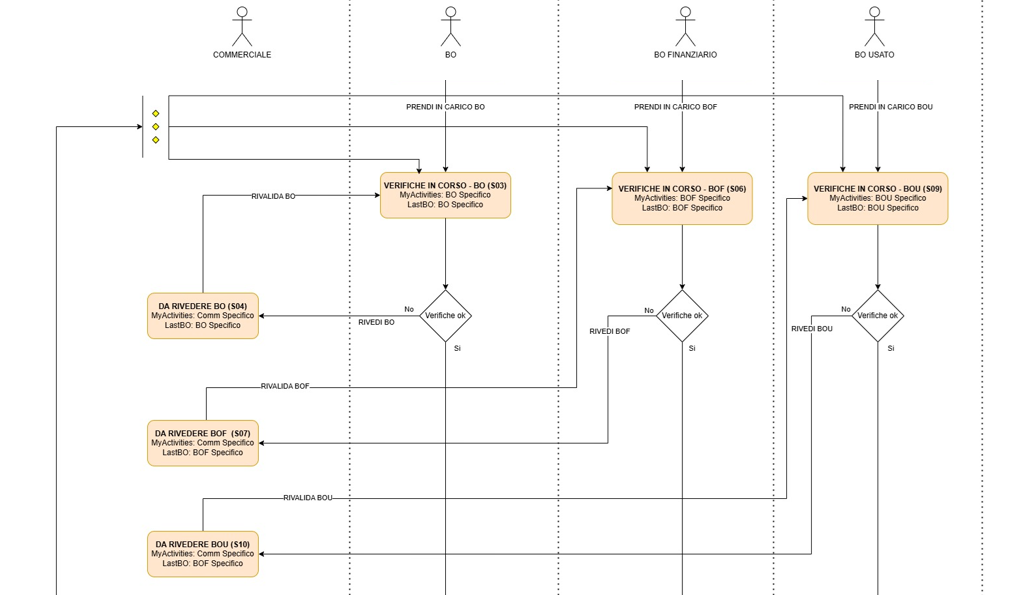 COMMERCIALE
BO
BO FINANZIARIO
BO USATO
PRENDI IN CARICO BO
PRENDI IN CARICO BOF
PRENDI IN CARICO BOU
VERIFICHE IN CORSO - BO (S03)
MyActivities: BO Specifico
LastBO: BO Specifico
VERIFICHE IN CORSO - BOF (S06)
MyActivities: BOF Specifico
LastBO: BOF Specifico
VERIFICHE IN CORSO - BOU (S09)
MyActivities: BOU Specifico
LastBO: BOU Specifico
RIVALIDA BO
DA RIVEDERE BO (S04)
MyActivities: Comm Specifico
LastBO: BO Specifico
No
Verifiche ok
RIVEDI BO
Si
No
Verifiche ok
RIVEDI BOF
Si
No
Verifiche ok
RIVEDI BOU
Si
RIVALIDA BOF
DA RIVEDERE BOF (S07)
MyActivities: Comm Specifico
LastBO: BOF Specifico
RIVALIDA BOU
DA RIVEDERE BOU (S10)
MyActivities: Comm Specifico
LastBO: BOF Specifico